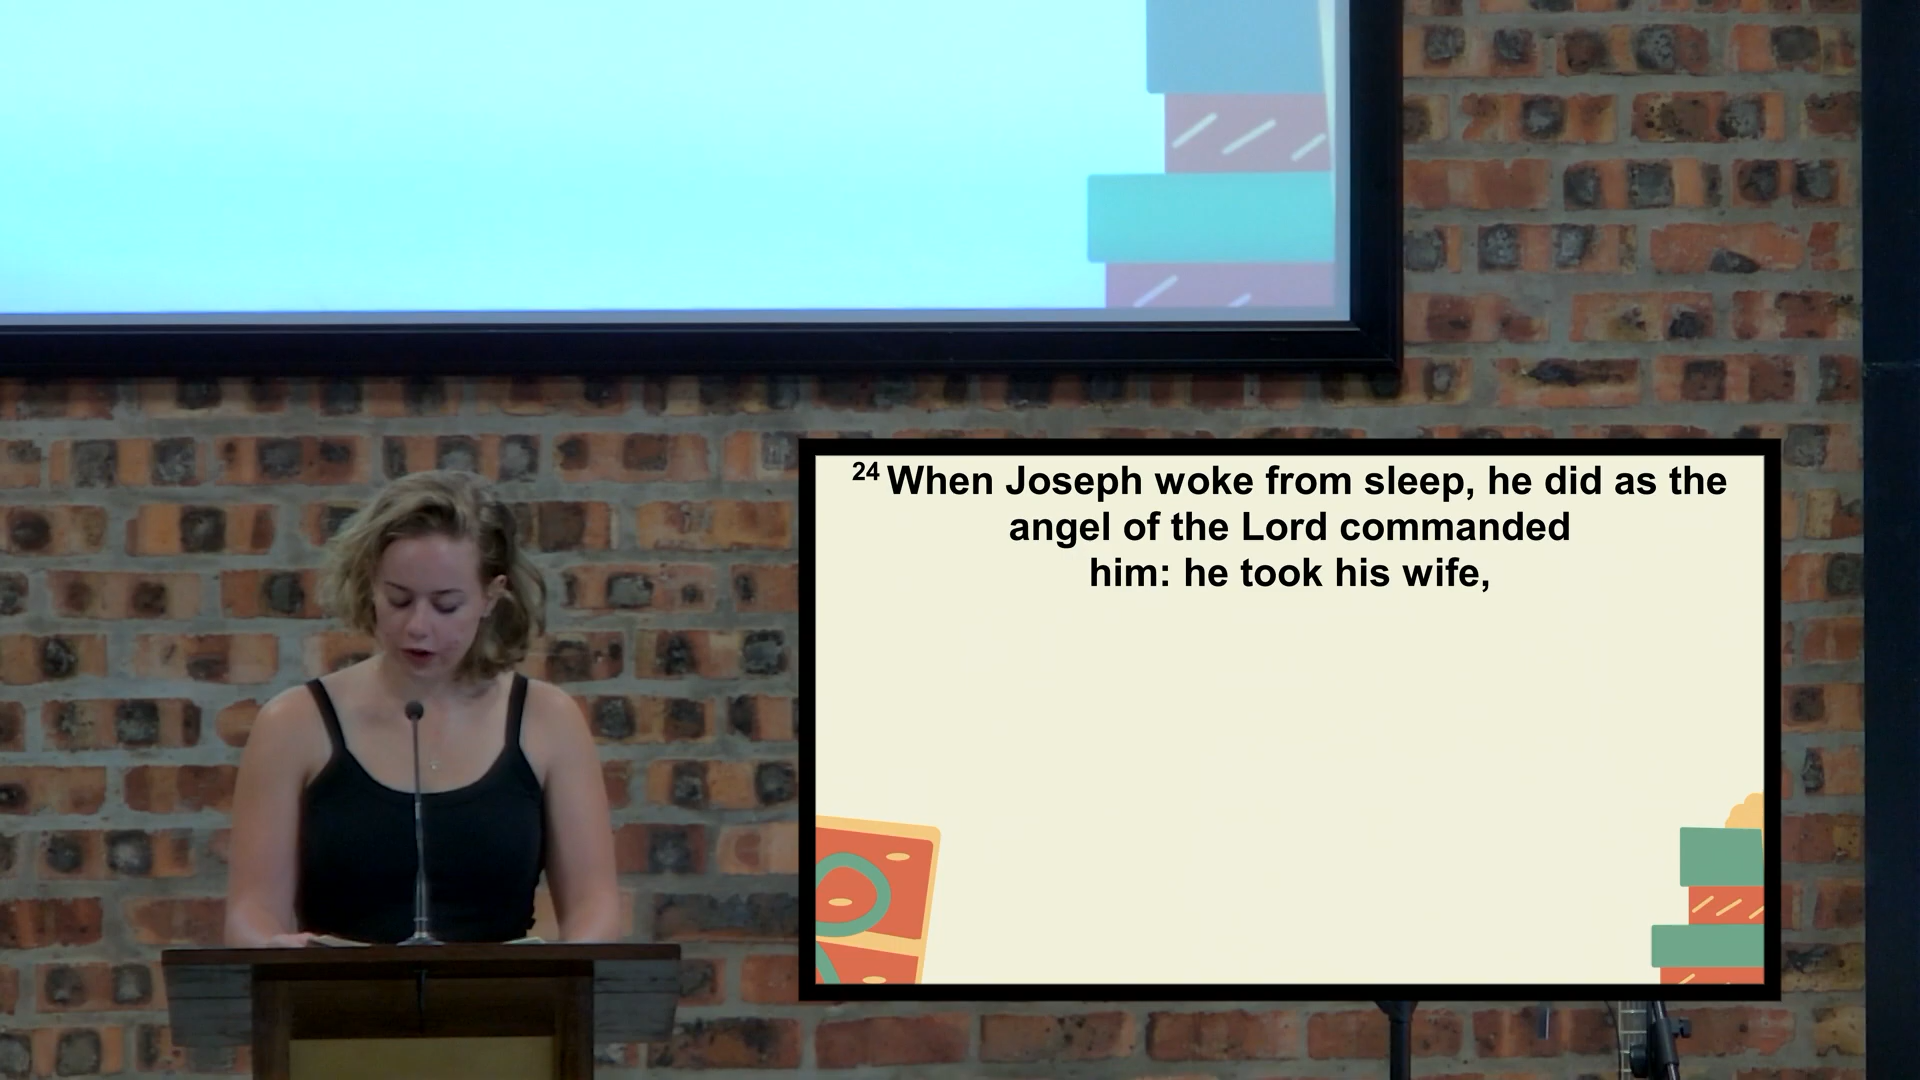 24 When Joseph woke from sleep, he did as the
angel of the Lord commanded
him: he took his wife,